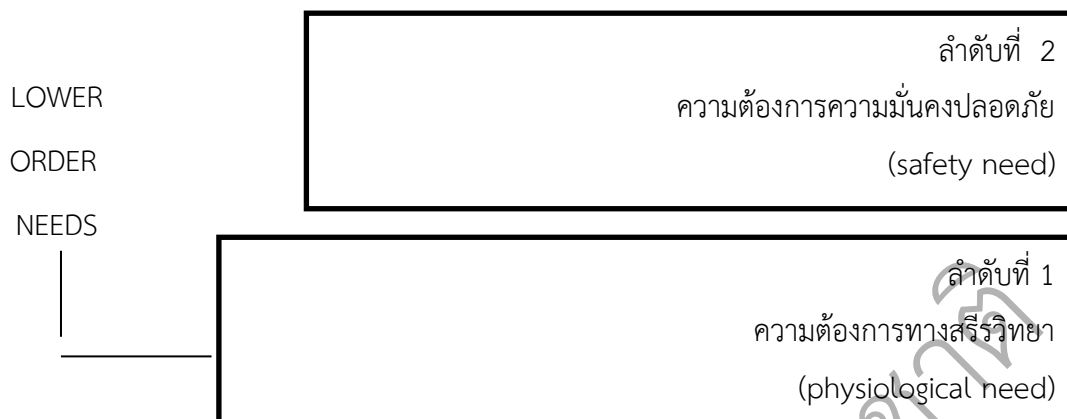 ลำดับที่ 2
ความต้องการความมั่นคงปลอดภัย
(safety need)
LOWER
ORDER
NEEDS
ลำดับที่ 1
ความต้องการทางสรีรวิทยา
(physiological need)